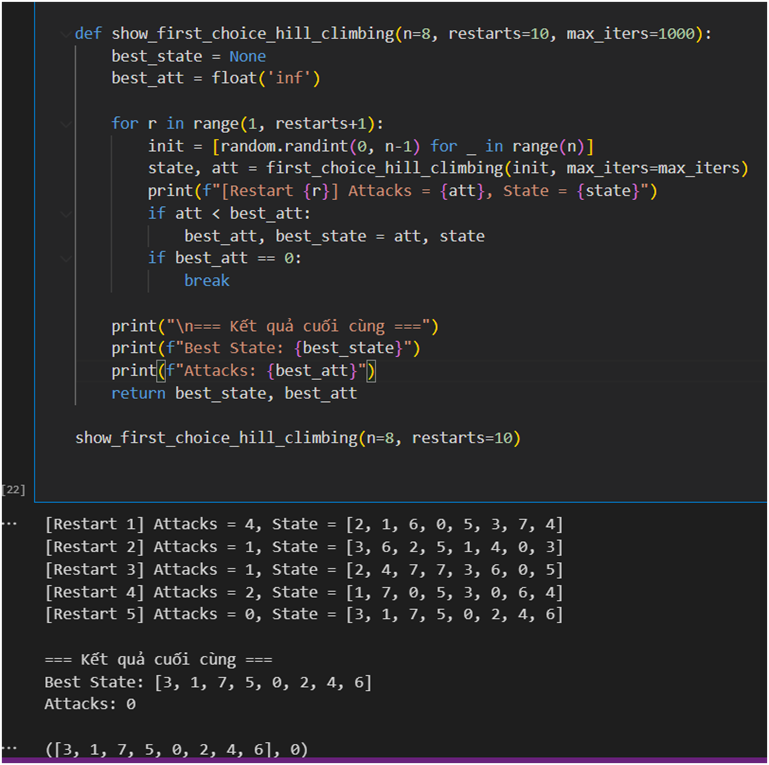 def show_first_choice_hill_climbing(n=8, restarts=10, max_iters=1000):
    best_state = None
    best_att = float('inf')
    for r in range(1, restarts+1):
        init = [random.randint(0, n-1) for _ in range(n)]
        state, att = first_choice_hill_climbing(init, max_iters=max_iters)
        print(f"[Restart {r}] Attacks = {att}, State = {state}")
        if att < best_att:
            best_att, best_state = att, state
        if best_att == 0:
            break
    print("\n=== Kết quả cuối cùng ===")
    print(f"Best State: {best_state}")
    print(f"Attacks: {best_att}")
    return best_state, best_att
show_first_choice_hill_climbing(n=8, restarts=10)
[22]
... [Restart 1] Attacks = 4, State = [2, 1, 6, 0, 5, 3, 7, 4]
[Restart 2] Attacks = 1, State = [3, 6, 2, 5, 1, 4, 0, 3]
[Restart 3] Attacks = 1, State = [2, 4, 7, 7, 3, 6, 0, 5]
[Restart 4] Attacks = 2, State = [1, 7, 0, 5, 3, 0, 6, 4]
[Restart 5] Attacks = 0, State = [3, 1, 7, 5, 0, 2, 4, 6]
=== Kết quả cuối cùng ===
Best State: [3, 1, 7, 5, 0, 2, 4, 6]
Attacks: 0
... ([3, 1, 7, 5, 0, 2, 4, 6], 0)